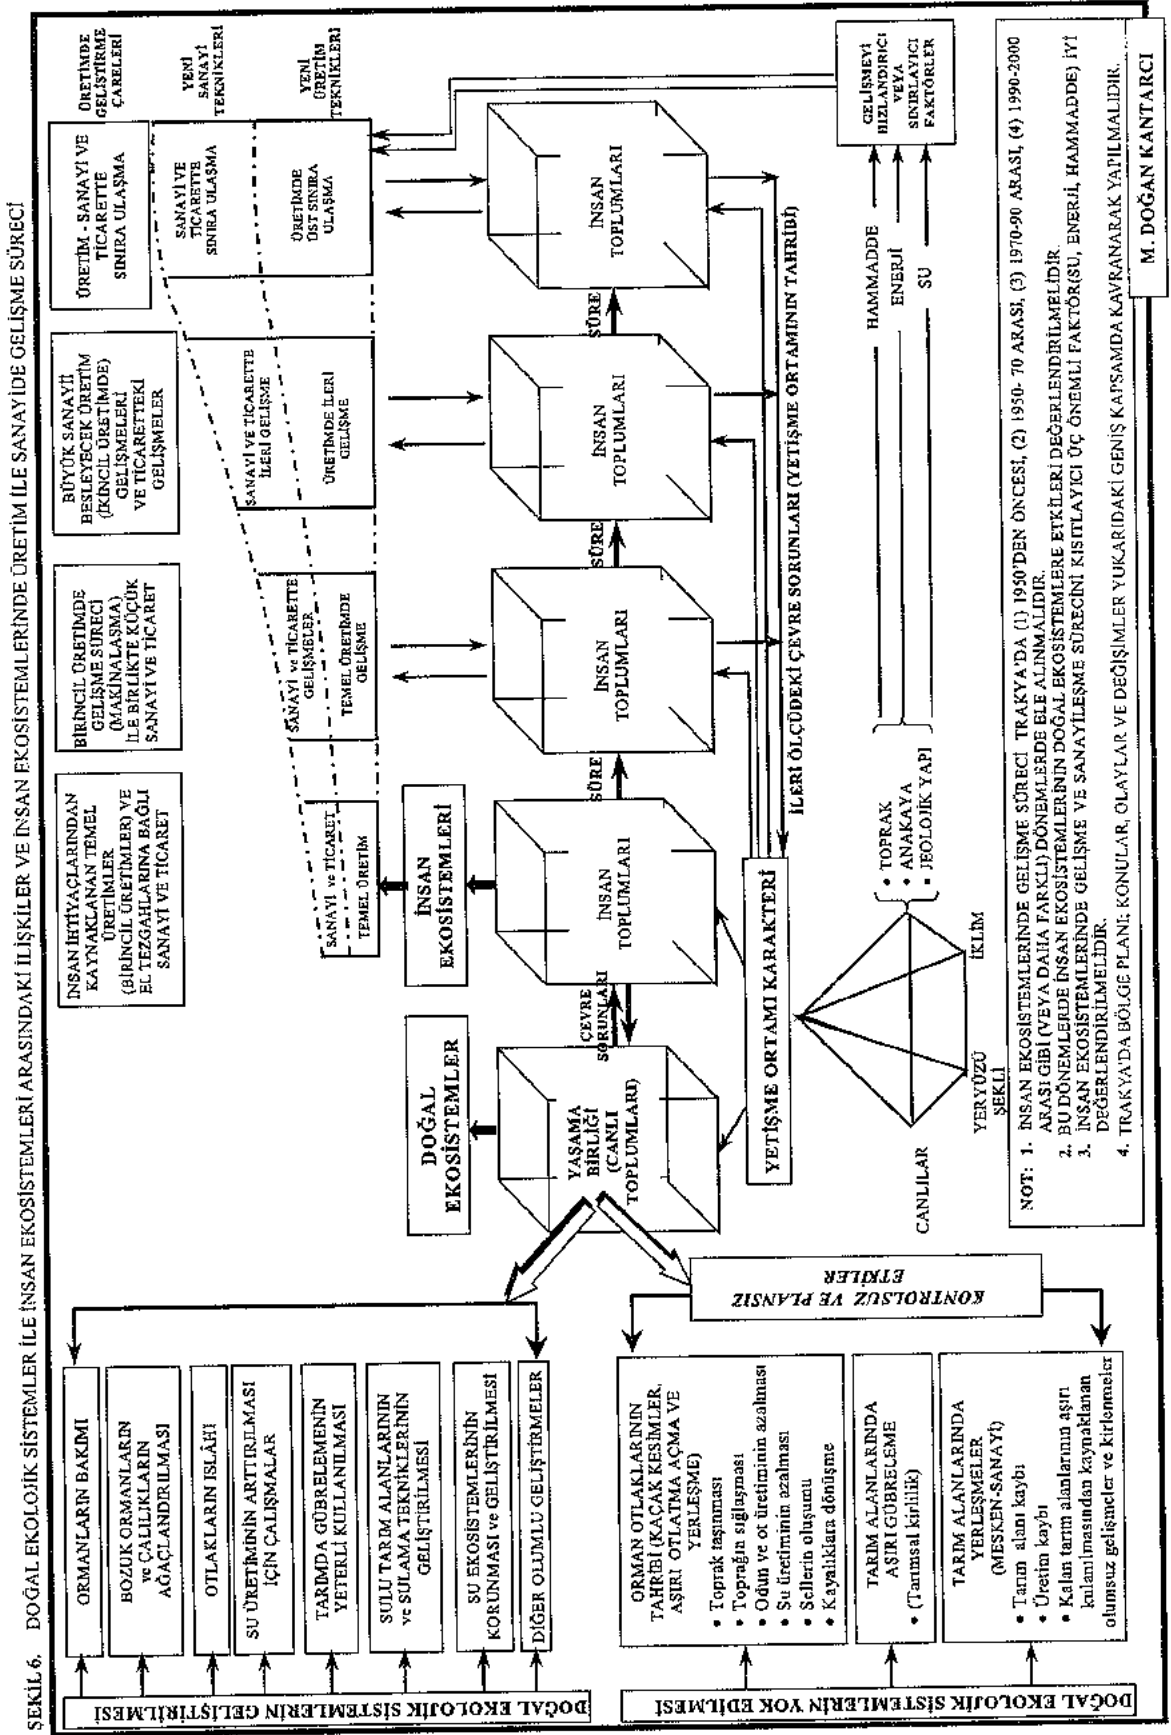 ŞEKİL 6. DOĞAL EKOLOJİK SİSTEMLER İLE İNSAN EKOSİSTEMLERİ ARASINDAKİ İLİŞKİLER VE İNSAN EKOSİSTEMLERİNDE ÜRETİM İLE SANAYİDE GELİŞME SÜRECİ
DOĞAL EKOLOJİK SİSTEMLERİN GELİŞTİRİLMESİ
ORMANLARIN BAKIMI
BOZUK ORMANLARIN
ve ÇALILIKLARIN
AĞAÇLANDIRILMASI
OTLAKLARIN ISLÂHI
SU ÜRETİMİNİN ARTTIRILMASI
İÇİN ÇALIŞMALAR
TARIMDA GÜBRELEMENİN
YETERLİ KULLANILMASI
SULU TARIM ALANLARININ
ve SULAMA TEKNİKLERİNİN
GELİŞTİRİLMESİ
SU EKOSİSTEMLERİNİN
KORUNMASI ve GELİŞTİRİLMESİ
DİĞER OLUMLU GELİŞTİRMELER
DOĞAL EKOLOJİK SİSTEMLERİN YOK EDİLMESİ
ORMAN OTLAKLARININ
TAHRİBİ (KAÇAK KESİMLER,
AŞIRI OTLATMA AÇMA VE
YERLEŞME)
• Toprak taşınması
• Toprağın sığlaşması
• Odun ve ot üretiminin azalması
• Su üretiminin azalması
• Sellerin oluşumu
• Kayalıklara dönüşme
TARIM ALANLARINDA
AŞIRI GÜBRELEME
• (Tarımsal kirlilik)
TARIM ALANLARINDA
YERLEŞMELER
(MESKEN-SANAYİ)
• Tarım alanı kaybı
• Üretim kaybı
• Kalan tarım alanlarının aşırı
kulanılmasından kaynaklanan
olumsuz gelişmeler ve kirlenmeler
KONTROLSUZ VE PLANSIZ
ETKİLER
DOĞAL
EKOSİSTEMLER
YAŞAMA
BİRLİĞİ
(CANLI
TOPLUMLARI)
ÇEVRE
SORUNLARI
İNSAN İHTİYAÇLARINDAN
KAYNAKLANAN TEMEL
ÜRETİMLER
(BİRİNCİL ÜRETİMLER) VE
EL TEZGAHLARINA BAĞLI
SANAYİ VE TİCARET
BİRİNCİL ÜRETİMDE
GELİŞME SÜRECİ
(MAKİNALAŞMA)
İLE BİRLİKTE KÜÇÜK
SANAYİ VE TİCARET
BÜYÜK SANAYİİ
BESLEYECEK ÜRETİM
(İKİNCİL ÜRETİMDE)
GELİŞMELERİ
VE TİCARETTEKİ
GELİŞMELER
ÜRETİM - SANAYİ VE
TİCARETTE
SINIRA ULAŞMA
ÜRETİMDE
GELİŞTİRME
ÇARELERİ
SANAYİ ve TİCARET
TEMEL ÜRETİM
SANAYİ ve TİCARETTE
GELİŞMELER
TEMEL ÜRETİMDE
GELİŞME
SANAYİ VE TİCARETTE
İLERİ GELİŞME
ÜRETİMDE İLERİ
GELİŞME
SANAYİ VE
TİCARETTE
SINIRA ULAŞMA
ÜRETİMDE
ÜST SINIRA
ULAŞMA
YENİ
SANAYİ
TEKNİKLERİ
YENİ
ÜRETİM
TEKNİKLERİ
İNSAN
EKOSİSTEMLERİ
İNSAN
TOPLUMLARI
SÜRE
İNSAN
TOPLUMLARI
SÜRE
İNSAN
TOPLUMLARI
SÜRE
İNSAN
TOPLUMLARI
YETİŞME ORTAMI KARAKTERİ
İLERİ ÖLÇÜDEKİ ÇEVRE SORUNLARI (YETİŞME ORTAMININ TAHRİBİ)
CANLILAR
YERYÜZÜ
ŞEKLİ
İKLİM
• TOPRAK
• ANAKAYA
• JEOLOJİK YAPI
HAMMADDE
ENERJİ
SU
GELİŞMEYİ
HIZLANDIRICI
VEYA
SINIRLAYICI
FAKTÖRLER
NOT: 1. İNSAN EKOSİSTEMLERİNDE GELİŞME SÜRECİ TRAKYA'DA (1) 1950'DEN ÖNCESİ, (2) 1950- 70 ARASI, (3) 1970-90 ARASI, (4) 1990-2000
ARASI GİBİ (VEYA DAHA FARKLI) DÖNEMLERDE ELE ALINMALIDIR.
2. BU DÖNEMLERDE İNSAN EKOSİSTEMLERİNİN DOĞAL EKOSİSTEMLERE ETKİLERİ DEĞERLENDİRİLMELİDİR.
3. İNSAN EKOSİSTEMLERİNDE GELİŞME VE SANAYİLEŞME SÜRECİNİ KISITLAYICI ÜÇ ÖNEMLİ FAKTÖR(SU, ENERJİ, HAMMADDE) İYİ
DEĞERLENDİRİLMELİDİR.
4. TRAKYA'DA BÖLGE PLANI; KONULAR, OLAYLAR VE DEĞİŞİMLER YUKARIDAKİ GENİŞ KAPSAMDA KAVRANARAK YAPILMALIDIR.
M. DOĞAN KANTARCI